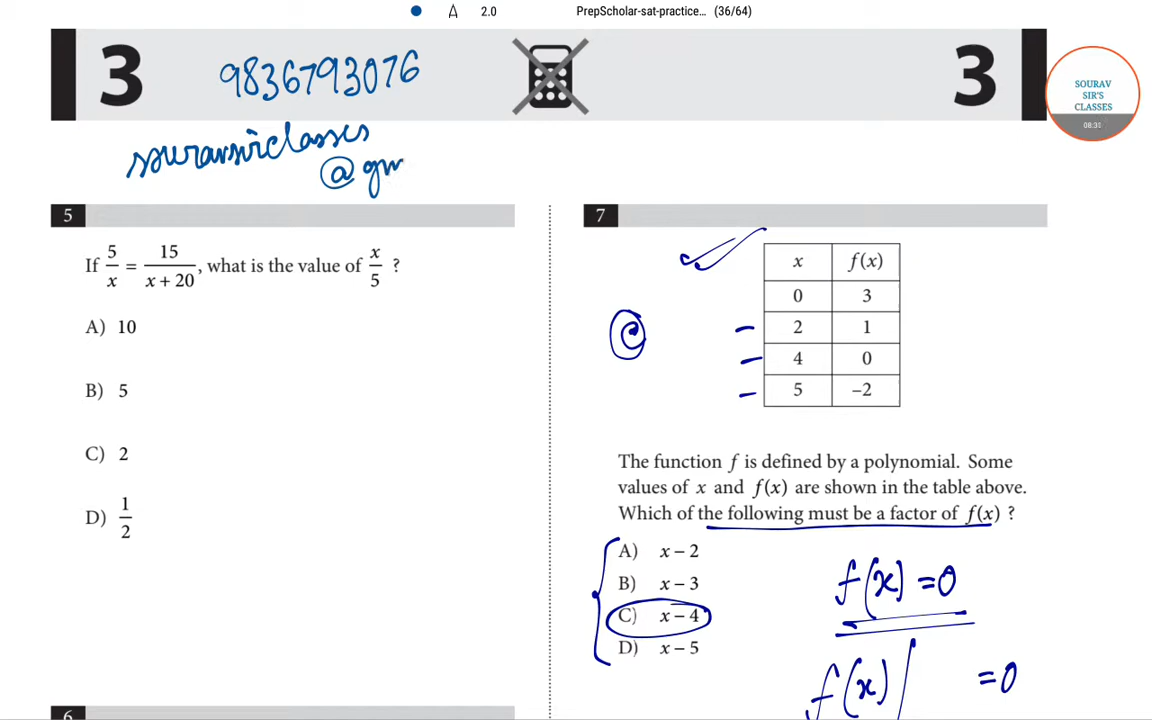 2.0 PrepScholar-sat-practice... (36/64)
3 9836793076 3
SOURAV
SIR'S
CLASSES
08:31
souravsirclasses
@gm
5
If 5/x = 15/(x + 20), what is the value of x/5 ?
A) 10
B) 5
C) 2
D) 1/2
7
x f(x)
0 3
2 1
4 0
5 –2
C
The function f is defined by a polynomial. Some
values of x and f(x) are shown in the table above.
Which of the following must be a factor of f(x) ?
A) x – 2
B) x – 3
C) x – 4
D) x – 5
f(x) = 0
f(x) = 0
6